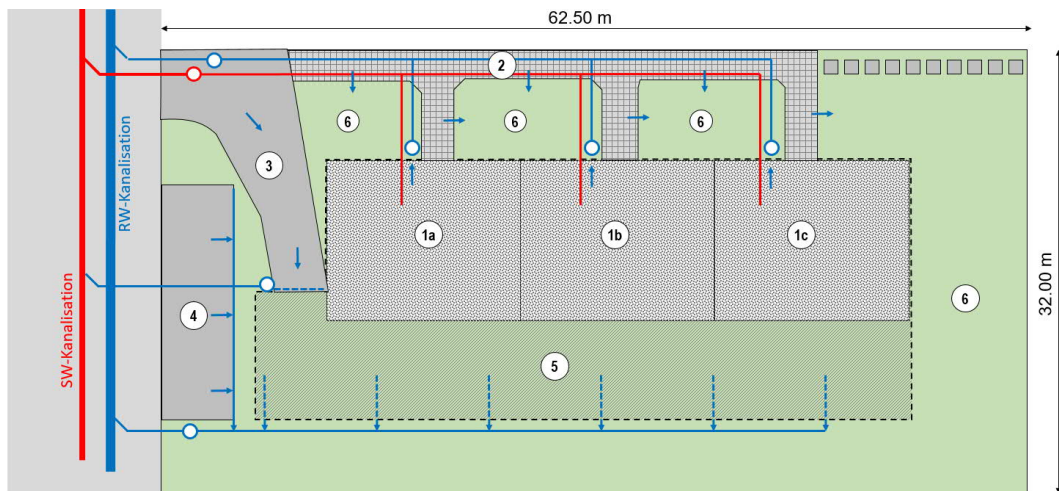 62.50 m
2
6
6
6
3
RW-Kanalisation
1a
1b
1c
32.00 m
6
4
SW-Kanalisation
5